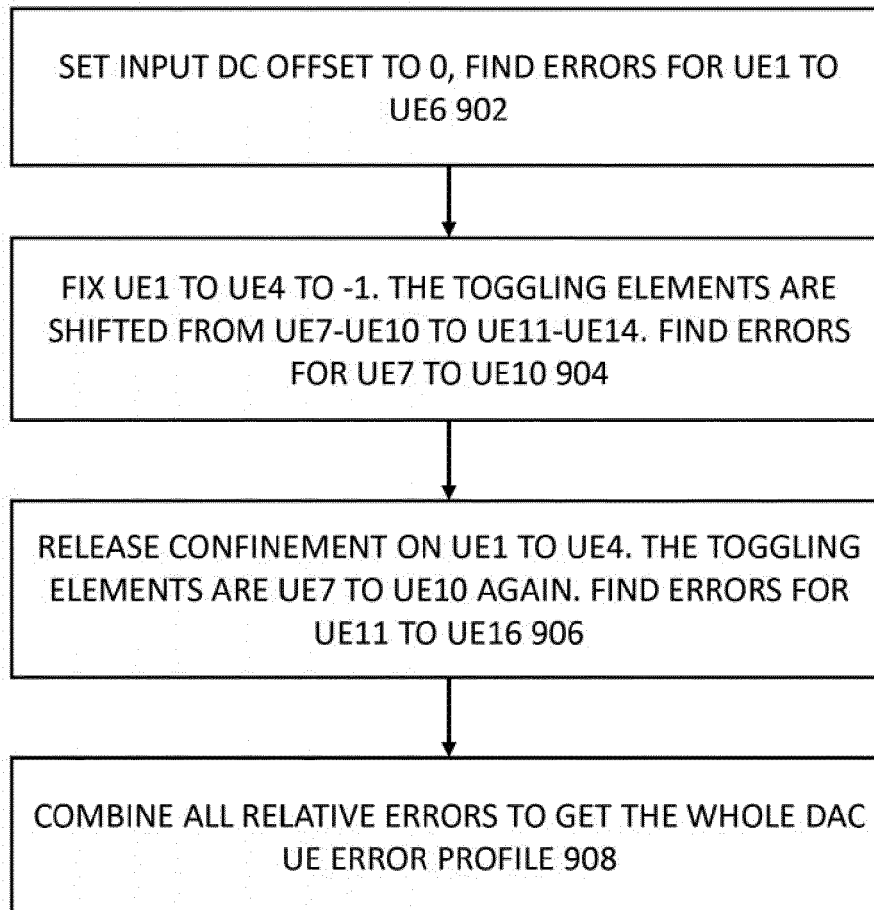 SET INPUT DC OFFSET TO 0, FIND ERRORS FOR UE1 TO
UE6 902
FIX UE1 TO UE4 TO -1. THE TOGGLING ELEMENTS ARE
SHIFTED FROM UE7-UE10 TO UE11-UE14. FIND ERRORS
FOR UE7 TO UE10 904
RELEASE CONFINEMENT ON UE1 TO UE4. THE TOGGLING
ELEMENTS ARE UE7 TO UE10 AGAIN. FIND ERRORS FOR
UE11 TO UE16 906
COMBINE ALL RELATIVE ERRORS TO GET THE WHOLE DAC
UE ERROR PROFILE 908